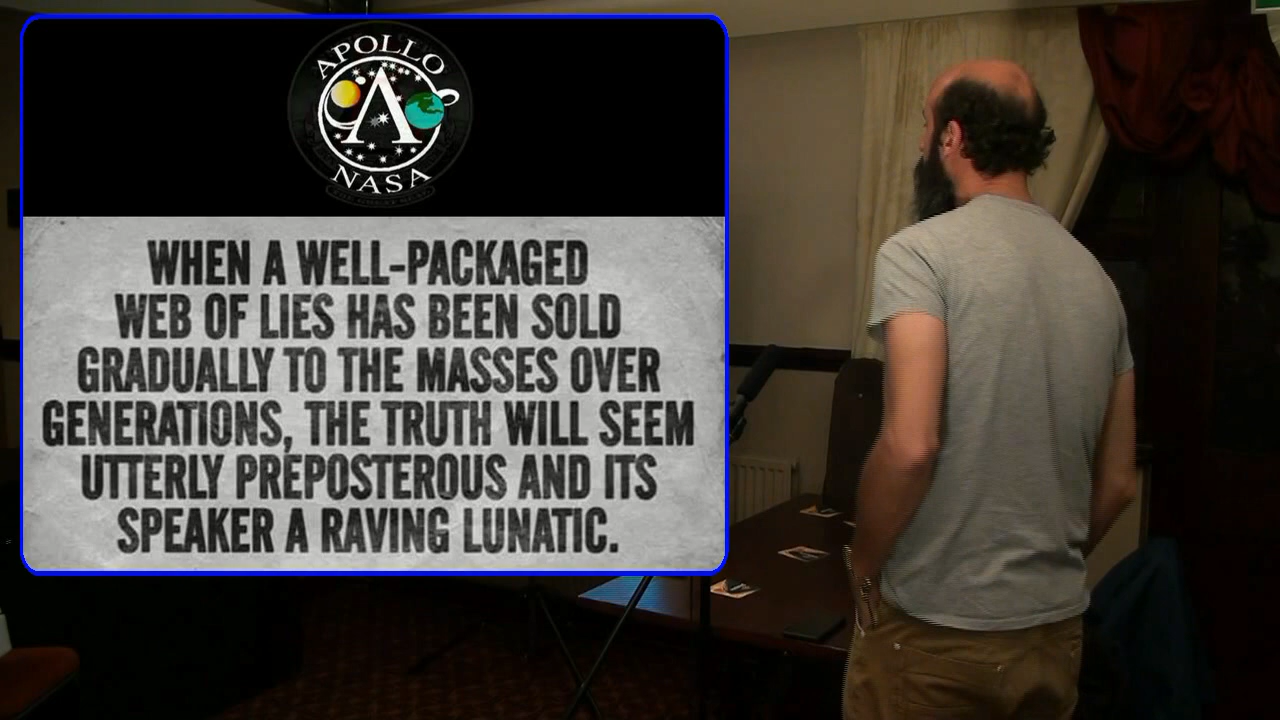 APOLLO
NASA
WHEN A WELL-PACKAGED
WEB OF LIES HAS BEEN SOLD
GRADUALLY TO THE MASSES OVER
GENERATIONS, THE TRUTH WILL SEEM
UTTERLY PREPOSTEROUS AND ITS
SPEAKER A RAVING LUNATIC.